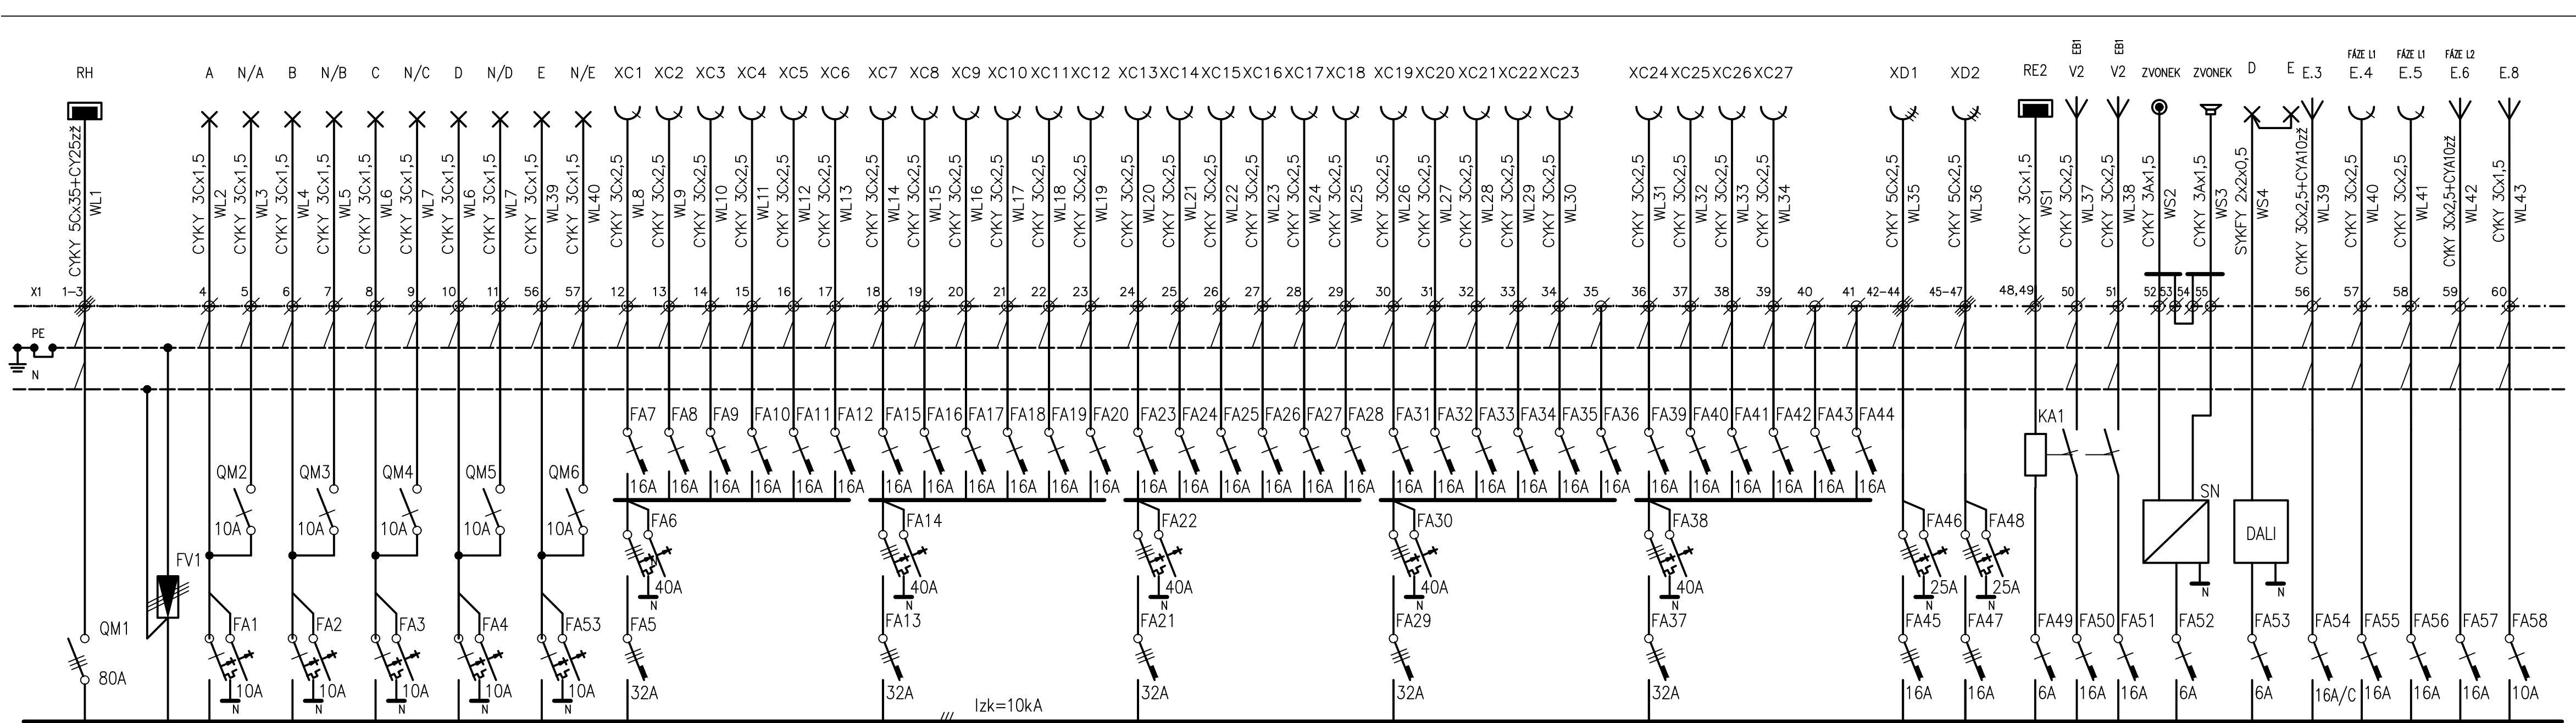 EB1 EB1 FÁZE L1 FÁZE L1 FÁZE L2
RH A N/A B N/B C N/C D N/D E N/E XC1 XC2 XC3 XC4 XC5 XC6 XC7 XC8 XC9 XC10 XC11 XC12 XC13 XC14 XC15 XC16 XC17 XC18 XC19 XC20 XC21 XC22 XC23 XC24 XC25 XC26 XC27 XD1 XD2 RE2 V2 V2 ZVONEK ZVONEK D E E.3 E.4 E.5 E.6 E.8
CYKY 5Cx35+CY25zž
WL1
CYKY 3Cx1,5
WL2
CYKY 3Cx1,5
WL3
CYKY 3Cx1,5
WL4
CYKY 3Cx1,5
WL5
CYKY 3Cx1,5
WL6
CYKY 3Cx1,5
WL7
CYKY 3Cx1,5
WL6
CYKY 3Cx1,5
WL7
CYKY 3Cx1,5
WL39
CYKY 3Cx1,5
WL40
CYKY 3Cx2,5
WL8
CYKY 3Cx2,5
WL9
CYKY 3Cx2,5
WL10
CYKY 3Cx2,5
WL11
CYKY 3Cx2,5
WL12
CYKY 3Cx2,5
WL13
CYKY 3Cx2,5
WL14
CYKY 3Cx2,5
WL15
CYKY 3Cx2,5
WL16
CYKY 3Cx2,5
WL17
CYKY 3Cx2,5
WL18
CYKY 3Cx2,5
WL19
CYKY 3Cx2,5
WL20
CYKY 3Cx2,5
WL21
CYKY 3Cx2,5
WL22
CYKY 3Cx2,5
WL23
CYKY 3Cx2,5
WL24
CYKY 3Cx2,5
WL25
CYKY 3Cx2,5
WL26
CYKY 3Cx2,5
WL27
CYKY 3Cx2,5
WL28
CYKY 3Cx2,5
WL29
CYKY 3Cx2,5
WL30
CYKY 3Cx2,5
WL31
CYKY 3Cx2,5
WL32
CYKY 3Cx2,5
WL33
CYKY 3Cx2,5
WL34
CYKY 5Cx2,5
WL35
CYKY 5Cx2,5
WL36
CYKY 3Cx1,5
WS1
CYKY 3Cx2,5
WL37
CYKY 3Cx2,5
WL38
CYKY 3Ax1,5
WS2
CYKY 3Ax1,5
WS3
SYKFY 2x2x0,5
WS4
CYKY 3Cx2,5+CYA10zž
WL39
CYKY 3Cx2,5
WL40
CYKY 3Cx2,5
WL41
CYKY 3Cx2,5+CYA10zž
WL42
CYKY 3Cx1,5
WL43
X1 1-3 4 5 6 7 8 9 10 11 56 57 12 13 14 15 16 17 18 19 20 21 22 23 24 25 26 27 28 29 30 31 32 33 34 35 36 37 38 39 40 41 42-44 45-47 48,49 50 51 52 53 54 55 56 57 58 59 60
PE
N
FA7 FA8 FA9 FA10 FA11 FA12 FA15 FA16 FA17 FA18 FA19 FA20 FA23 FA24 FA25 FA26 FA27 FA28 FA31 FA32 FA33 FA34 FA35 FA36 FA39 FA40 FA41 FA42 FA43 FA44 KA1
QM2 QM3 QM4 QM5 QM6
16A 16A 16A 16A 16A 16A 16A 16A 16A 16A 16A 16A 16A 16A 16A 16A 16A 16A 16A 16A 16A 16A 16A 16A 16A 16A 16A 16A 16A 16A SN
10A 10A 10A 10A 10A FA6 FA14 FA22 FA30 FA38 FA46 FA48 DALI
FV1 40A 40A 40A 40A 40A 25A 25A N N
N N N N N N N
QM1 FA1 FA2 FA3 FA4 FA53 FA5 FA13 FA21 FA29 FA37 FA45 FA47 FA49 FA50 FA51 FA52 FA53 FA54 FA55 FA56 FA57 FA58
80A 10A 10A 10A 10A 10A 32A 32A 32A 32A 32A 16A 16A 6A 16A 16A 6A 6A 16A/C 16A 16A 16A 10A
N N N N N Izk=10kA